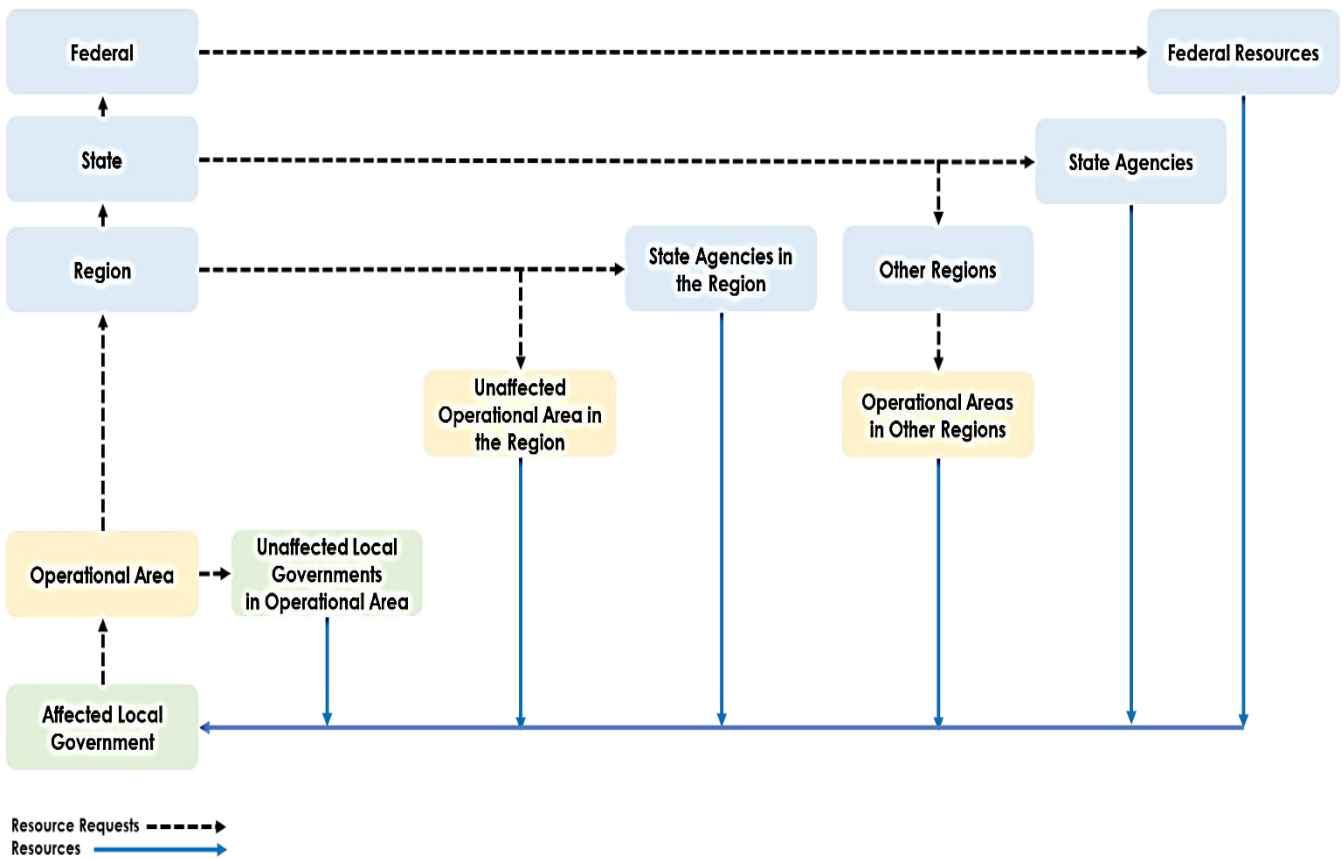 Federal
Federal Resources
State
State Agencies
Region
State Agencies in
the Region
Other Regions
Unaffected
Operational Area in
the Region
Operational Areas
in Other Regions
Operational Area
Unaffected Local
Governments
in Operational Area
Affected Local
Government
Resource Requests
Resources